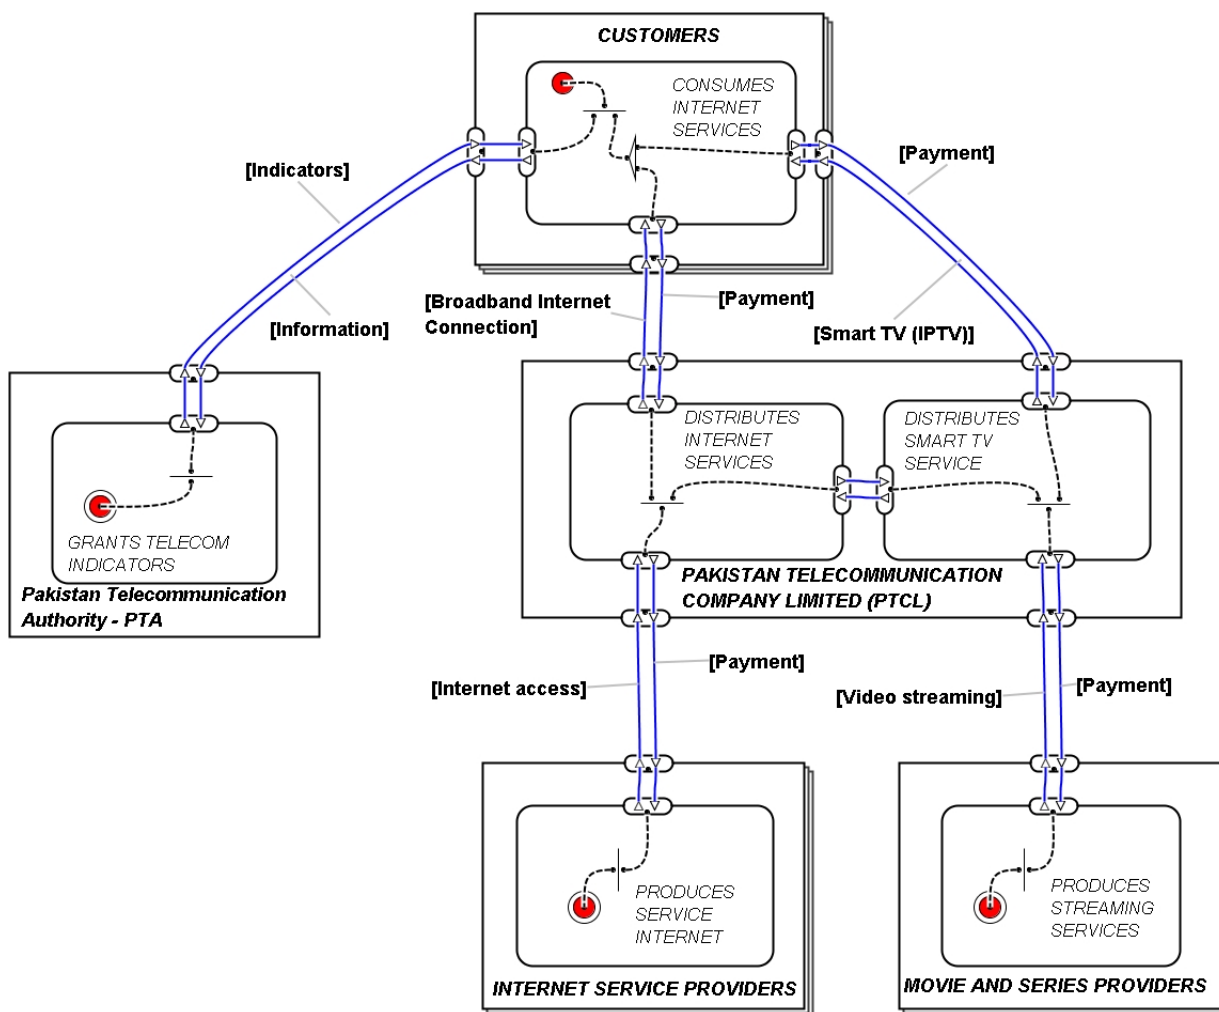 CUSTOMERS
CONSUMES
INTERNET
SERVICES
[Indicators]
[Payment]
[Information]
[Broadband Internet
Connection]
[Payment]
[Smart TV (IPTV)]
DISTRIBUTES
INTERNET
SERVICES
DISTRIBUTES
SMART TV
SERVICE
GRANTS TELECOM
INDICATORS
Pakistan Telecommunication
Authority - PTA
PAKISTAN TELECOMMUNICATION
COMPANY LIMITED (PTCL)
[Internet access]
[Payment]
[Video streaming]
[Payment]
PRODUCES
SERVICE
INTERNET
PRODUCES
STREAMING
SERVICES
INTERNET SERVICE PROVIDERS
MOVIE AND SERIES PROVIDERS